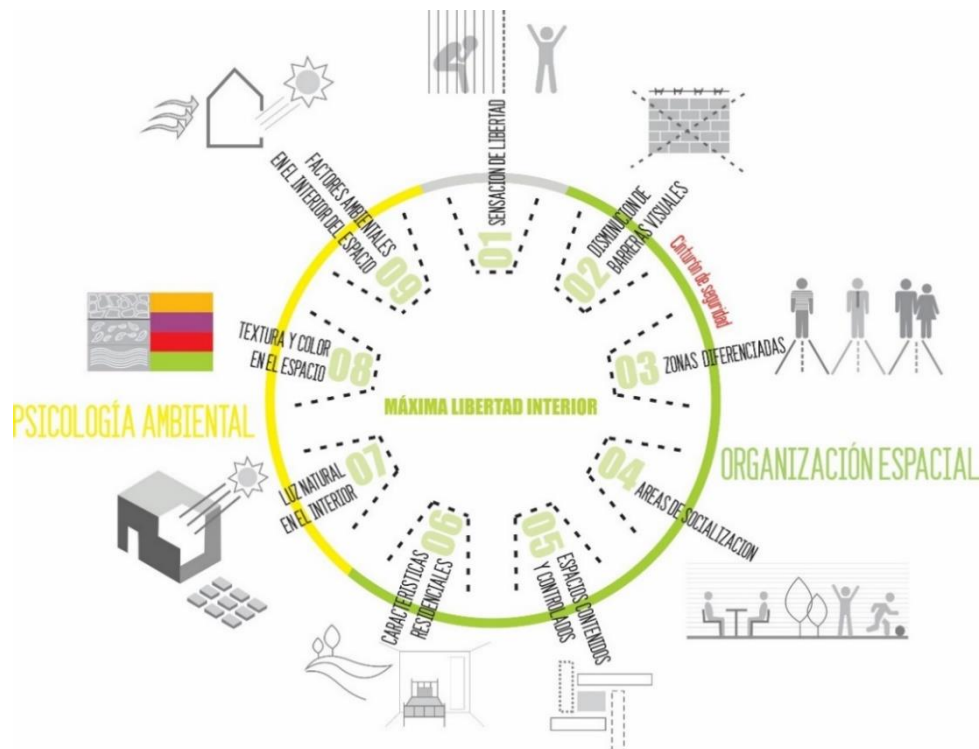 01
SENSACION DE LIBERTAD
02
DISMINUCION DE
BARRERAS VISUALES
Cinturón de seguridad
03
ZONAS DIFERENCIADAS
ORGANIZACIÓN ESPACIAL
04
AREAS DE SOCIALIZACION
05
ESPACIOS CONTENIDOS
Y CONTROLADOS
06
CARACTERISTICAS
RESIDENCIALES
07
LUZ NATURAL
EN EL INTERIOR
PSICOLOGÍA AMBIENTAL
08
TEXTURA Y COLOR
EN EL ESPACIO
09
FACTORES AMBIENTALES
EN EL INTERIOR DEL ESPACIO
MÁXIMA LIBERTAD INTERIOR